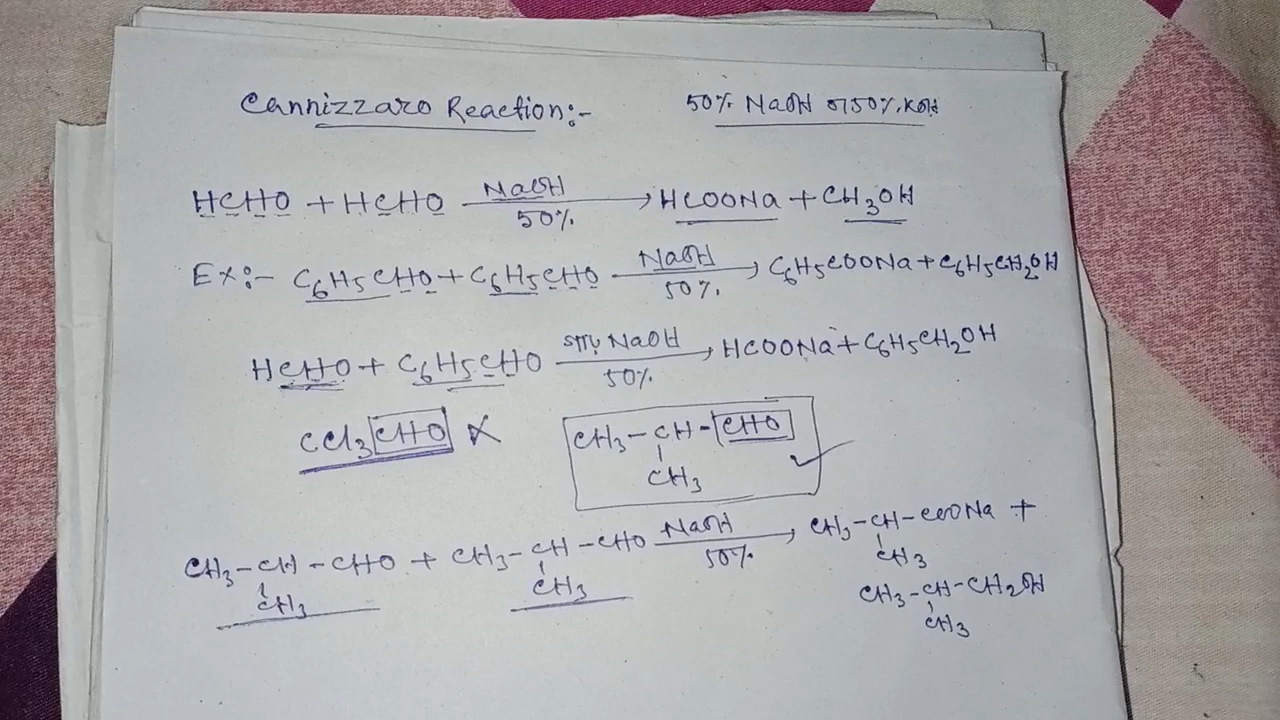 Cannizzaro Reaction:- 50% NaOH or 50% KOH
HCHO + HCHO NaOH 50% → HCOONa + CH3OH
Ex:- C6H5CHO + C6H5CHO NaOH 50% → C6H5COONa + C6H5CH2OH
HCHO + C6H5CHO NaOH 50% → HCOONa + C6H5CH2OH
CCl3 CHO X CH3-CH-CHO ✓
CH3
CH3-CH-CHO + CH3-CH-CHO NaOH 50% → CH3-CH-COONa +
CH3 CH3 CH3
CH3-CH-CH2OH
CH3